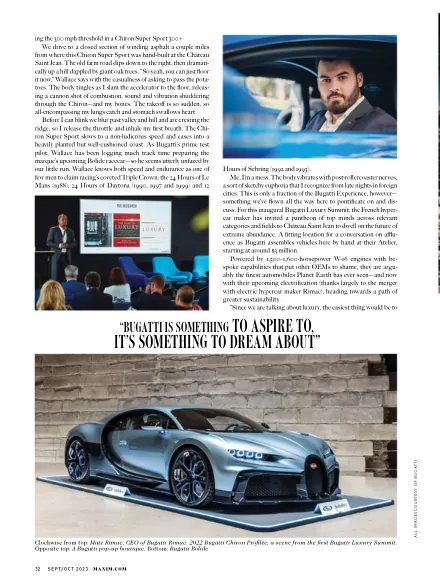 ing the 300 mph threshold in a Chiron Super Sport 300+
We drive to a closed section of winding asphalt a couple miles
from where this Chiron Super Sport was hand-built at the Château
Saint Jean. The old farm road dips down to the right, then dramat-
ically up a hill dappled by giant oak trees. "So yeah, you can just floor
it now," Wallace says with the casualness of asking to pass the pota-
toes. The body tingles as I slam the accelerator to the floor, releas-
ing a cannon shot of combustion, sound and vibration shuddering
through the Chiron—and my bones. The takeoff is so sudden, so
all-encompassing my lungs catch and stomach swallows heart.
Before I can blink we blur past valley and hill and are cresting the
ridge, so I release the throttle and inhale my first breath. The Chi-
ron Super Sport slows to a non-ludicrous speed and eases into a
heavily planted but well-cushioned coast. As Bugatti's prime test
pilot, Wallace has been logging much track time preparing the
marque's upcoming Bolide racecar—so he seems utterly unfazed by
our little run. Wallace knows both speed and endurance as one of
few men to claim racing's coveted Triple Crown: the 24 Hours of Le
Mans (1988), 24 Hours of Daytona (1990, 1997 and 1999) and 12
Hours of Sebring (1992 and 1993).
Me, I'm a mess. The body vibrates with post-rollercoaster nerves,
a sort of sketchy euphoria that I recognize from late nights in foreign
cities. This is only a fraction of the Bugatti Experience, however—
something we've flown all the way here to pontificate on and dis-
cuss. For this inaugural Bugatti Luxury Summit, the French hyper-
car maker has invited a pantheon of top minds across relevant
categories and fields to Château Saint Jean to dwell on the future of
extreme abundance. A fitting location for a conversation on afflu-
ence as Bugatti assembles vehicles here by hand at their Atelier,
starting at around $3 million.
Powered by 1,500-1,600-horsepower W-16 engines with be-
spoke capabilities that put other OEMs to shame, they are argu-
ably the finest automobiles Planet Earth has ever seen—and now
with their upcoming electrification (thanks largely to the merger
with electric hypercar maker Rimac), heading towards a path of
greater sustainability.
"Since we are talking about luxury, the easiest thing would be to
LUXURY
"BUGATTI IS SOMETHING TO ASPIRE TO,
IT'S SOMETHING TO DREAM ABOUT"
ALL IMAGES COURTESY OF BUGATTI
Clockwise from top: Mate Rimac, CEO of Bugatti Rimac; 2022 Bugatti Chiron Profilée; a scene from the first Bugatti Luxury Summit.
Opposite top: A Bugatti pop-up boutique. Bottom: Bugatti Bolide
32 SEPT/OCT 2023 MAXIM.COM